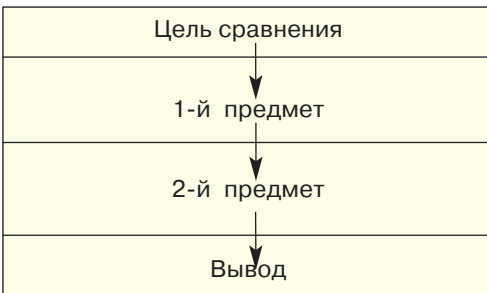 Цель сравнения
1-й предмет
2-й предмет
Вывод